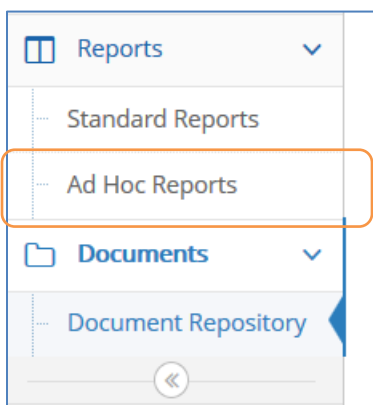 Reports
Standard Reports
Ad Hoc Reports
Documents
Document Repository